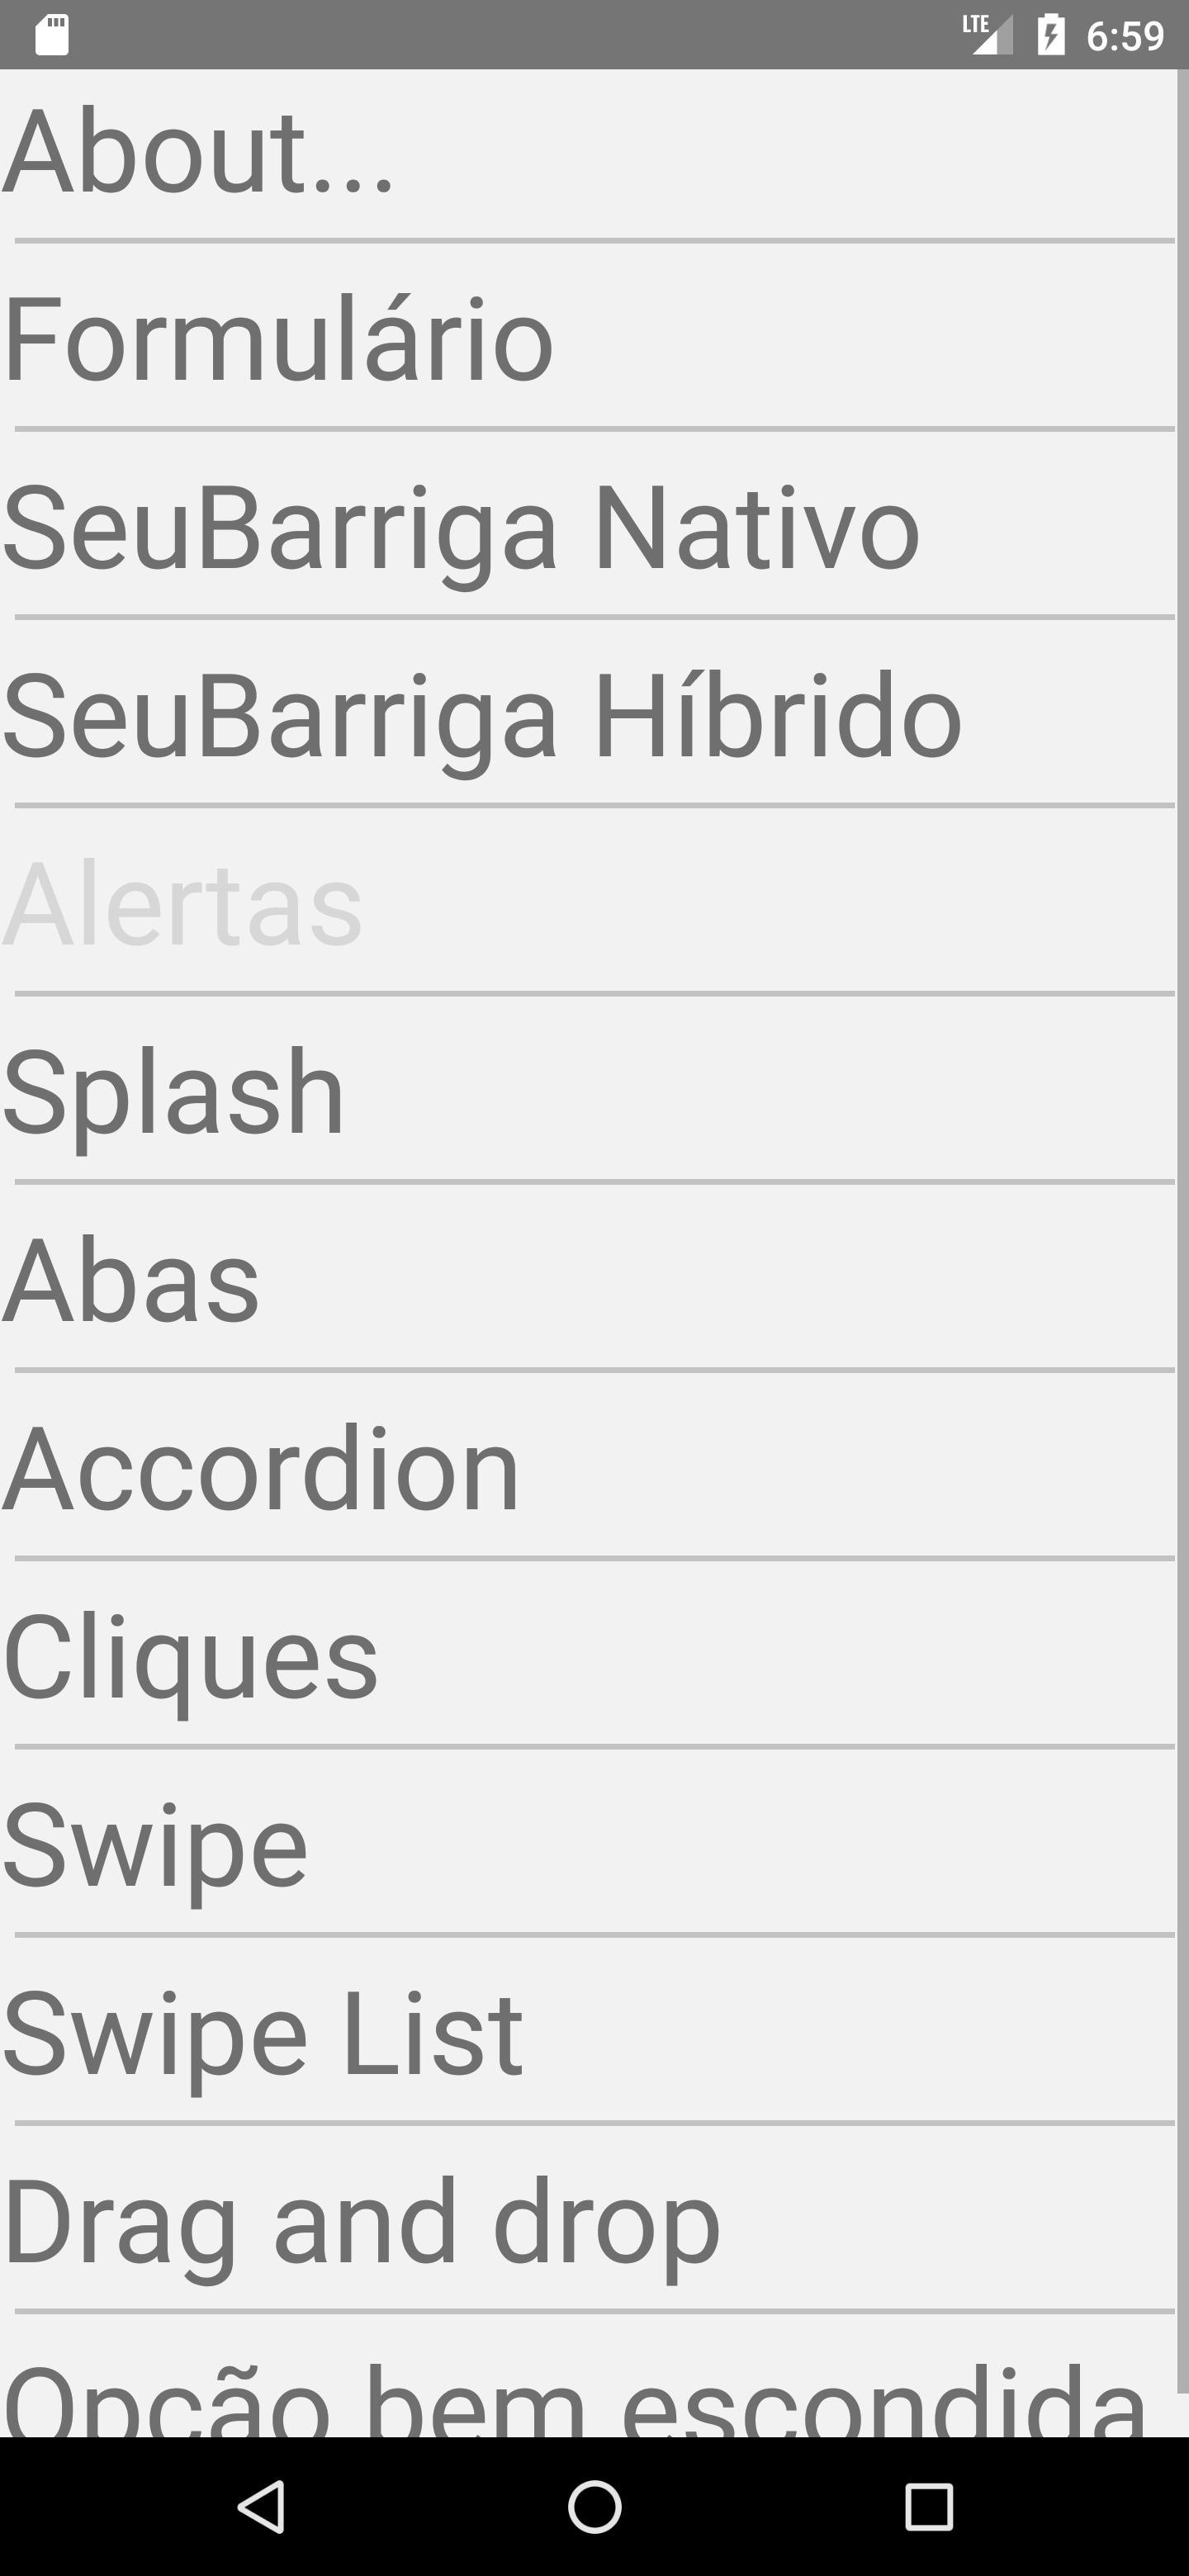 LTE 6:59
About...
Formulário
SeuBarriga Nativo
SeuBarriga Híbrido
Alertas
Splash
Abas
Accordion
Cliques
Swipe
Swipe List
Drag and drop
Opção bem escondida